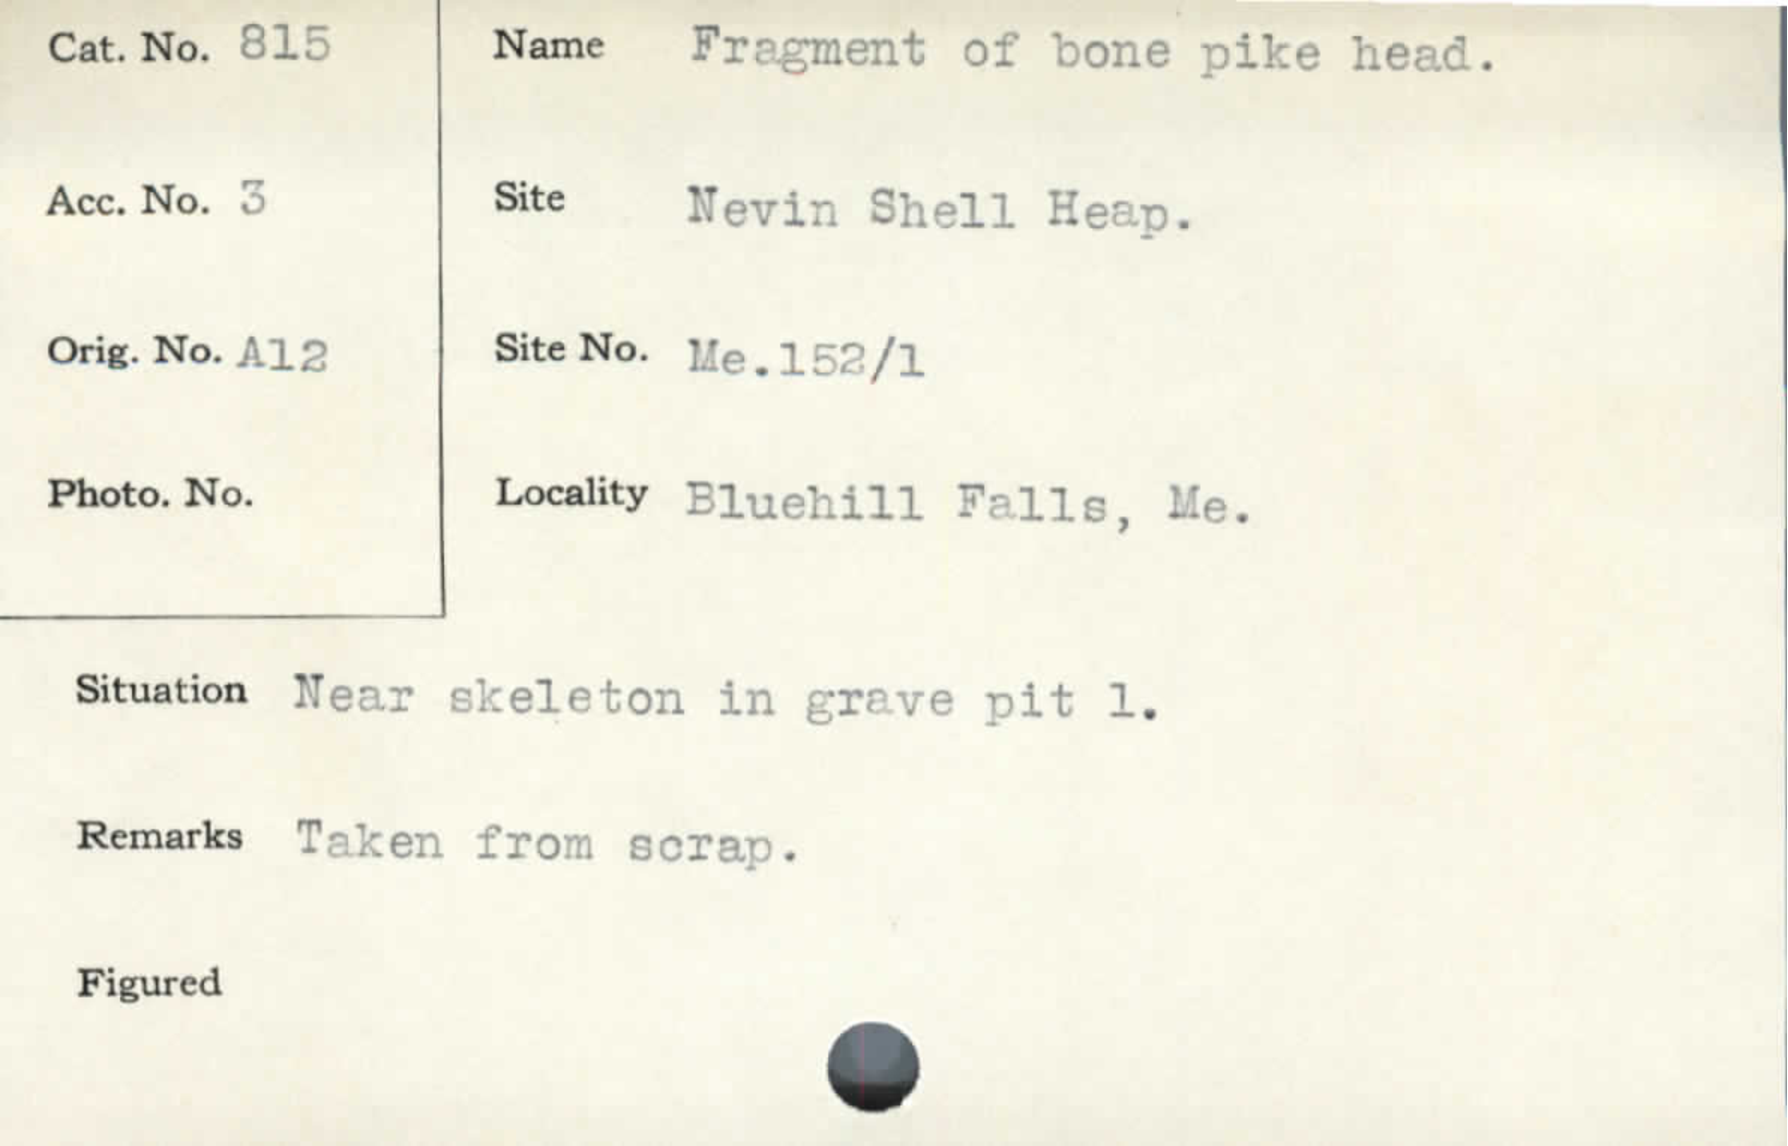 Cat. No. 815
Name Fragment of bone pike head.
Acc. No. 3
Site Nevin Shell Heap.
Orig. No. A12
Site No. Me.152/1
Photo. No.
Locality Bluehill Falls, Me.
Situation Near skeleton in grave pit 1.
Remarks Taken from scrap.
Figured